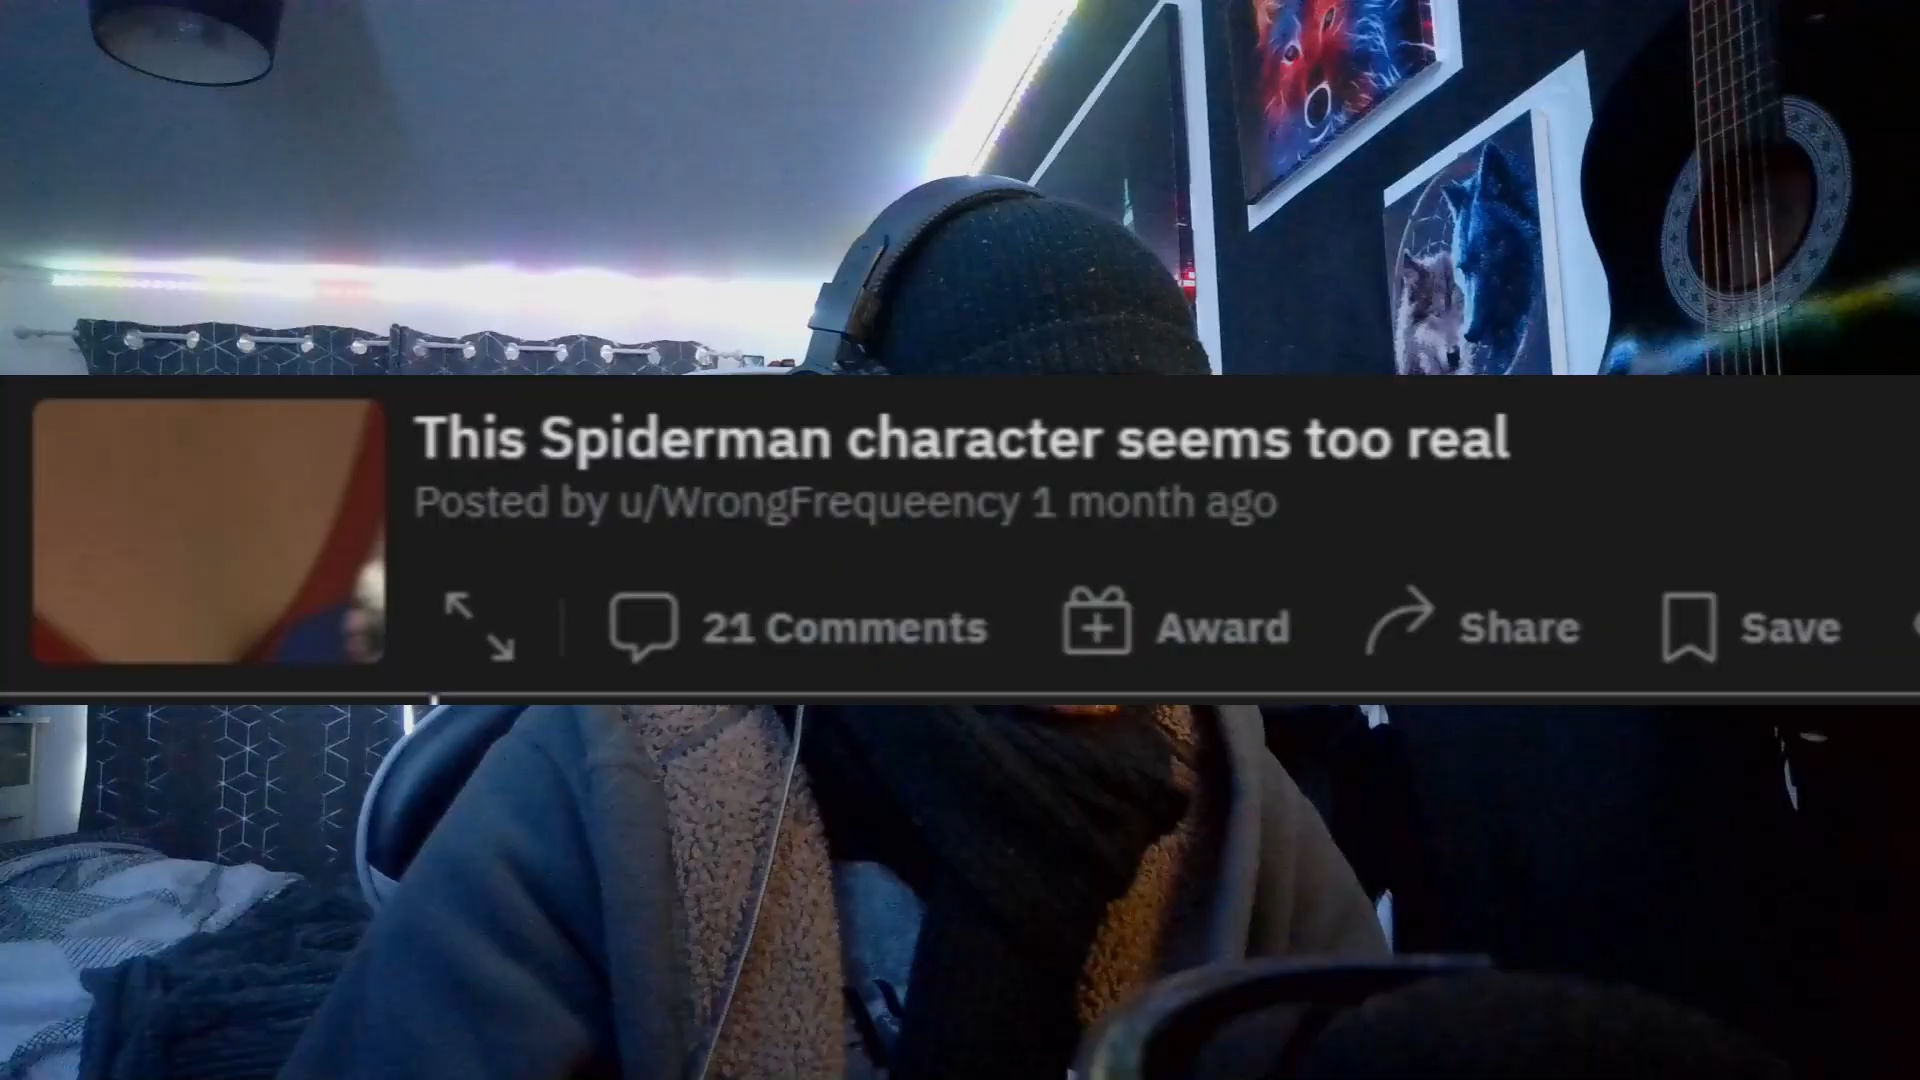 This Spiderman character seems too real
Posted by u/WrongFrequeency 1 month ago
21 Comments Award Share Save